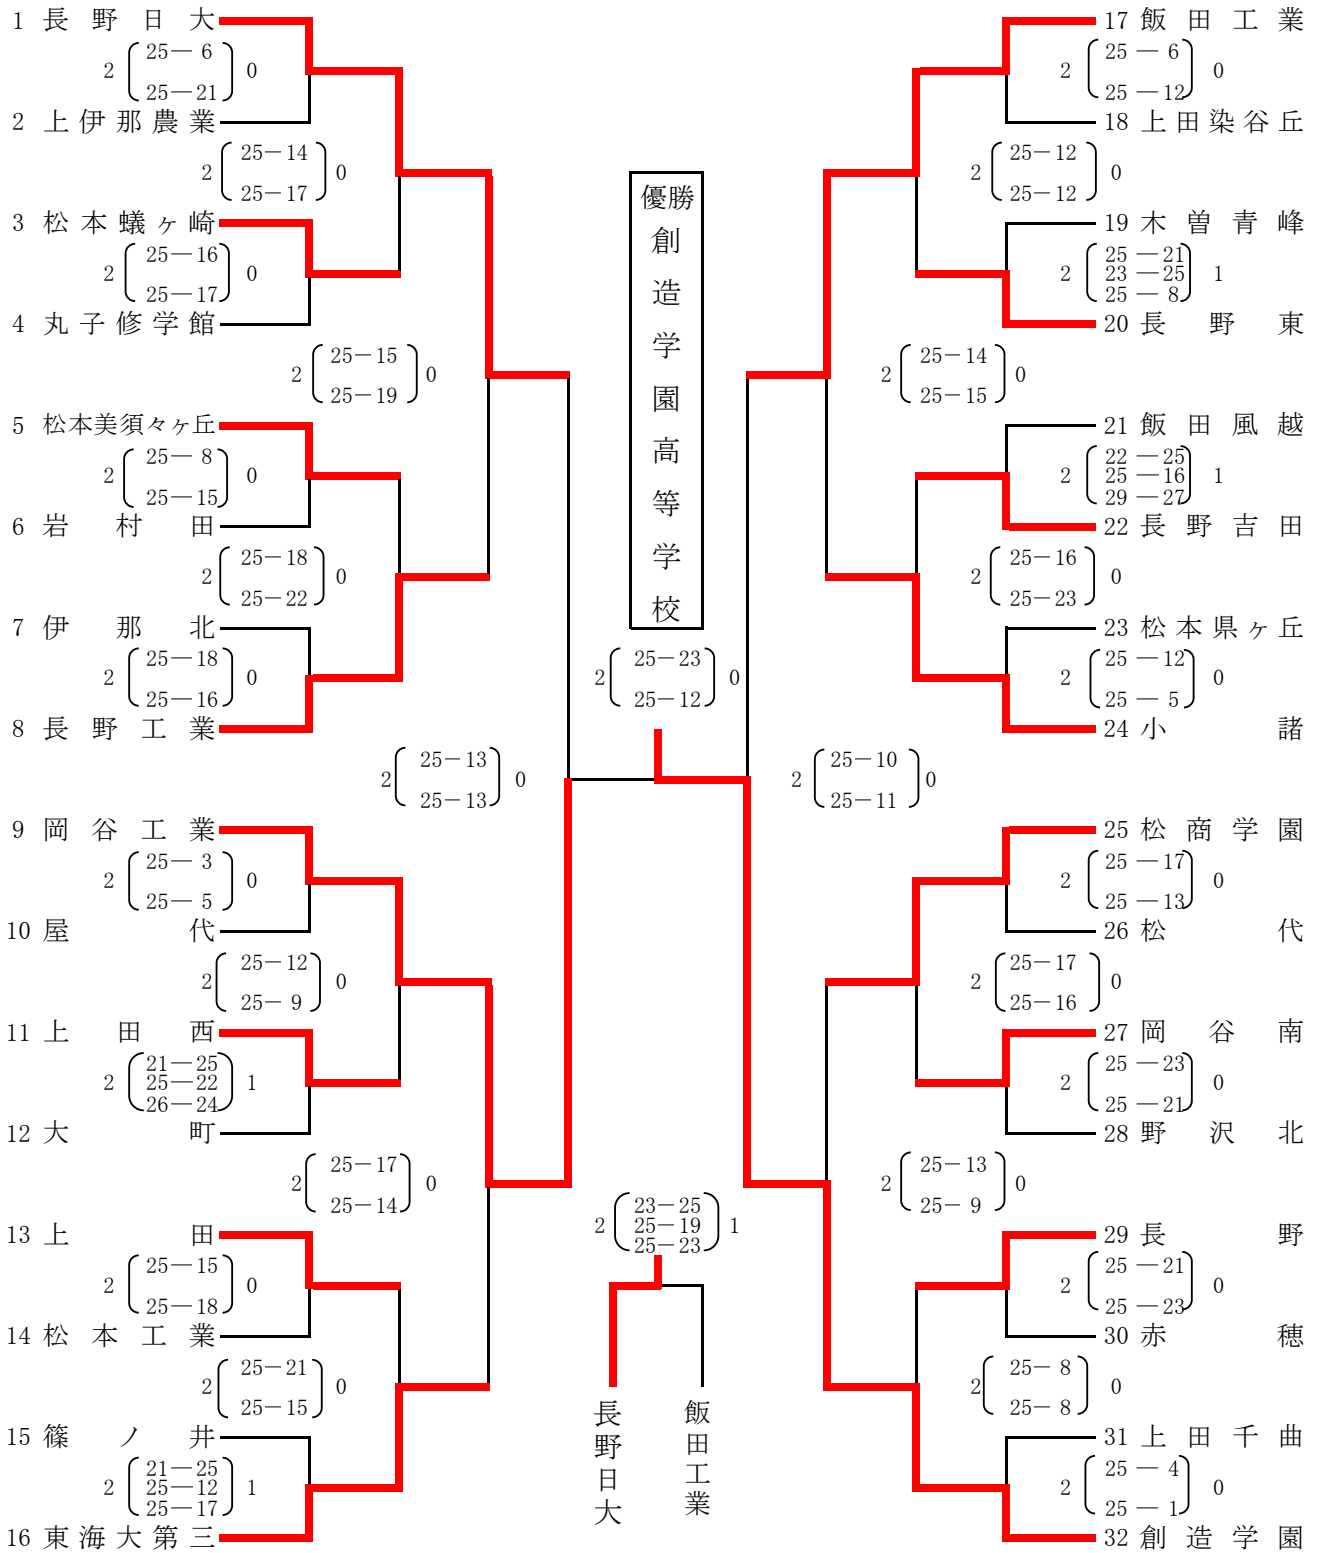 1 長野日大
2 (25―6 25―21) 0
2 上伊那農業
2 (25－14 25－17) 0
3 松本蟻ヶ崎
2 (25―16 25―17) 0
4 丸子修学館
2 (25－15 25－19) 0
5 松本美須々ヶ丘
2 (25―8 25―15) 0
6 岩村田
2 (25－18 25－22) 0
7 伊那北
2 (25―18 25―16) 0
8 長野工業
2 (25－13 25－13) 0
9 岡谷工業
2 (25―3 25―5) 0
10 屋代
2 (25－12 25－9) 0
11 上田西
2 (21―25 25―22 26―24) 1
12 大町
2 (25－17 25－14) 0
13 上田
2 (25―15 25―18) 0
14 松本工業
2 (25－21 25－15) 0
15 篠ノ井
2 (21―25 25―12 25―17) 1
16 東海大第三
優勝
創造学園高等学校
2 (25－23 25－12) 0
2 (23－25 25－19 25－23) 1
長野日大
飯田工業
17 飯田工業
2 (25―6 25―12) 0
18 上田染谷丘
2 (25－12 25－12) 0
19 木曽青峰
2 (25―21 23―25 25―8) 1
20 長野東
2 (25－14 25－15) 0
21 飯田風越
2 (22―25 25―16 29―27) 1
22 長野吉田
2 (25－16 25－23) 0
23 松本県ヶ丘
2 (25―12 25―5) 0
24 小諸
2 (25－10 25－11) 0
25 松商学園
2 (25―17 25―13) 0
26 松代
2 (25－17 25－16) 0
27 岡谷南
2 (25―23 25―21) 0
28 野沢北
2 (25－13 25－9) 0
29 長野
2 (25―21 25―23) 0
30 赤穂
2 (25－8 25－8) 0
31 上田千曲
2 (25―4 25―1) 0
32 創造学園